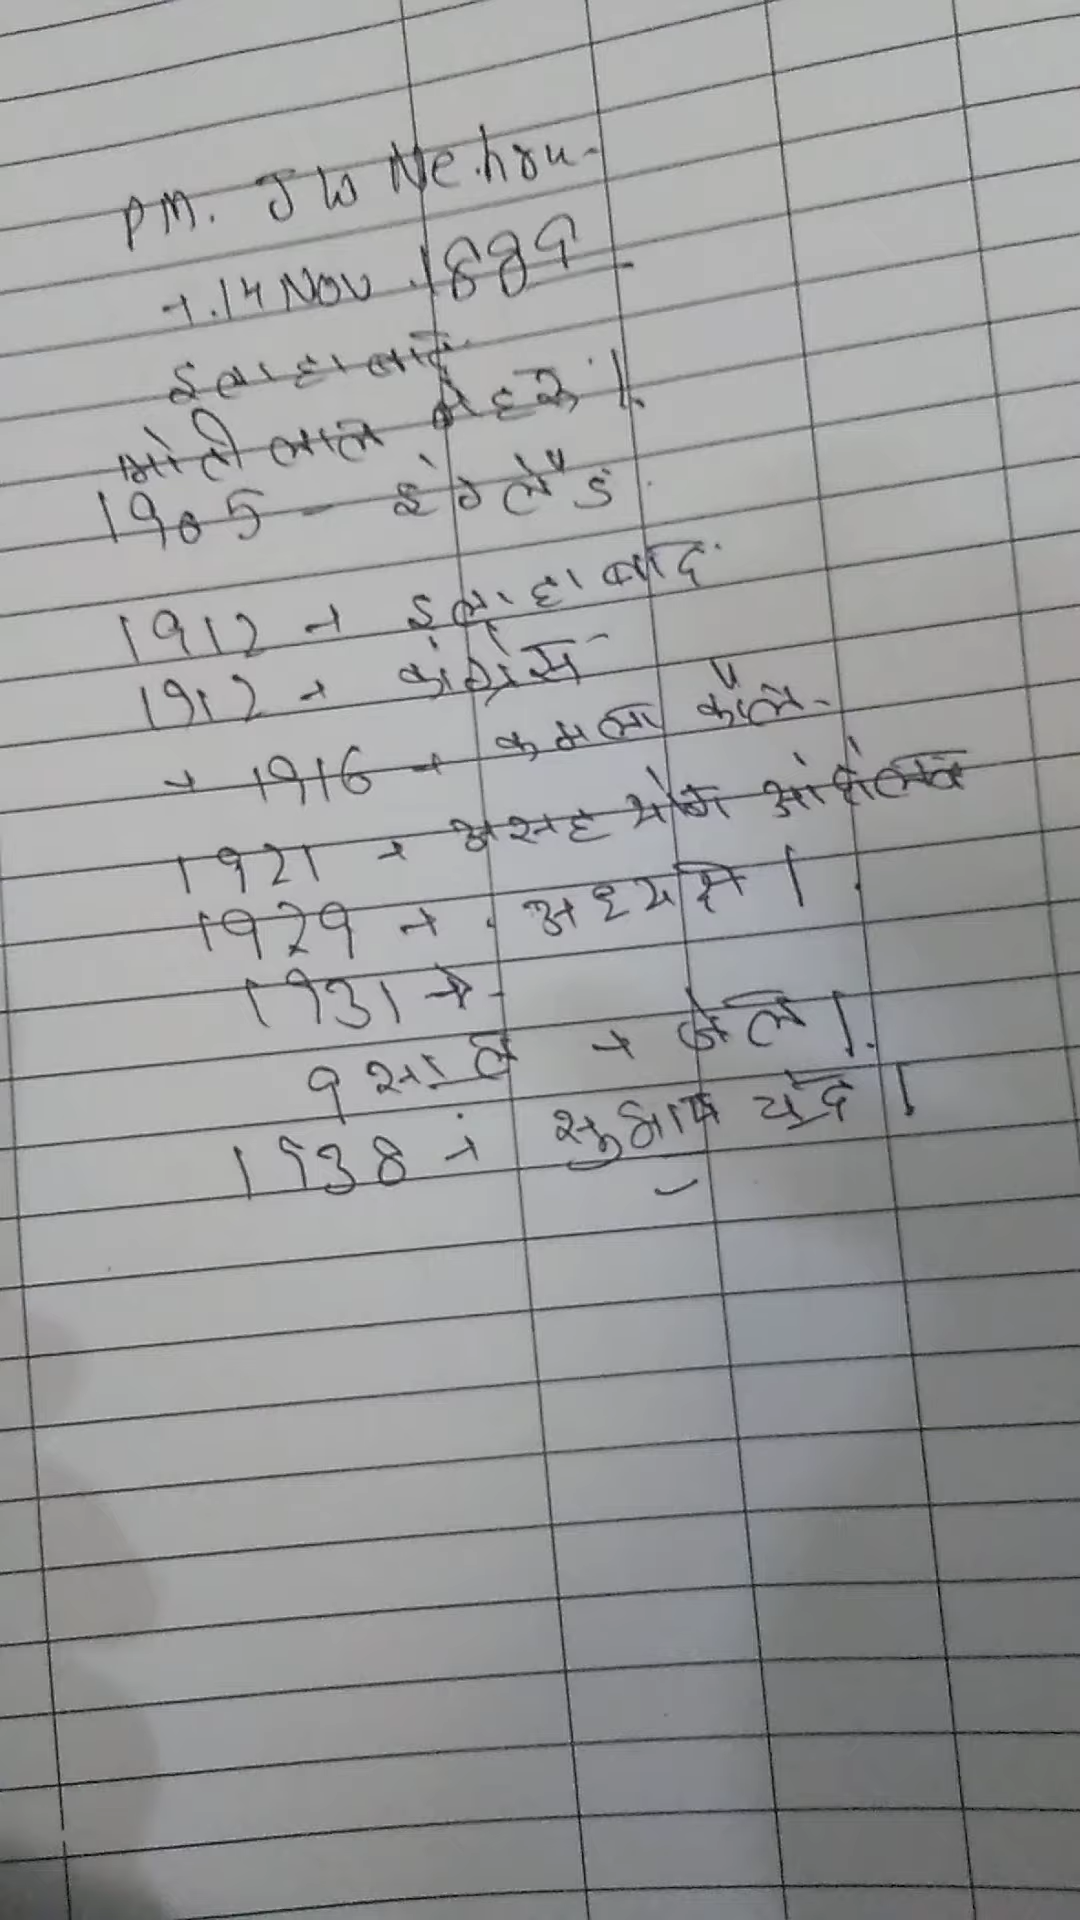 PM. J W Nehru-
→ .14 Nov .1889
इलाहाबाद
मोतीलाल नेहरू ।.
1905 - इंग्लैंड
1912 → इलाहाबाद
1912 → कांग्रेस
→ 1916 → कमला कौल-
1921 → असहयोग आंदोलन
1929 → अध्यक्ष ।
1931 →
9 साल → जेल ।.
1938 → सुभाष चंद्र ।